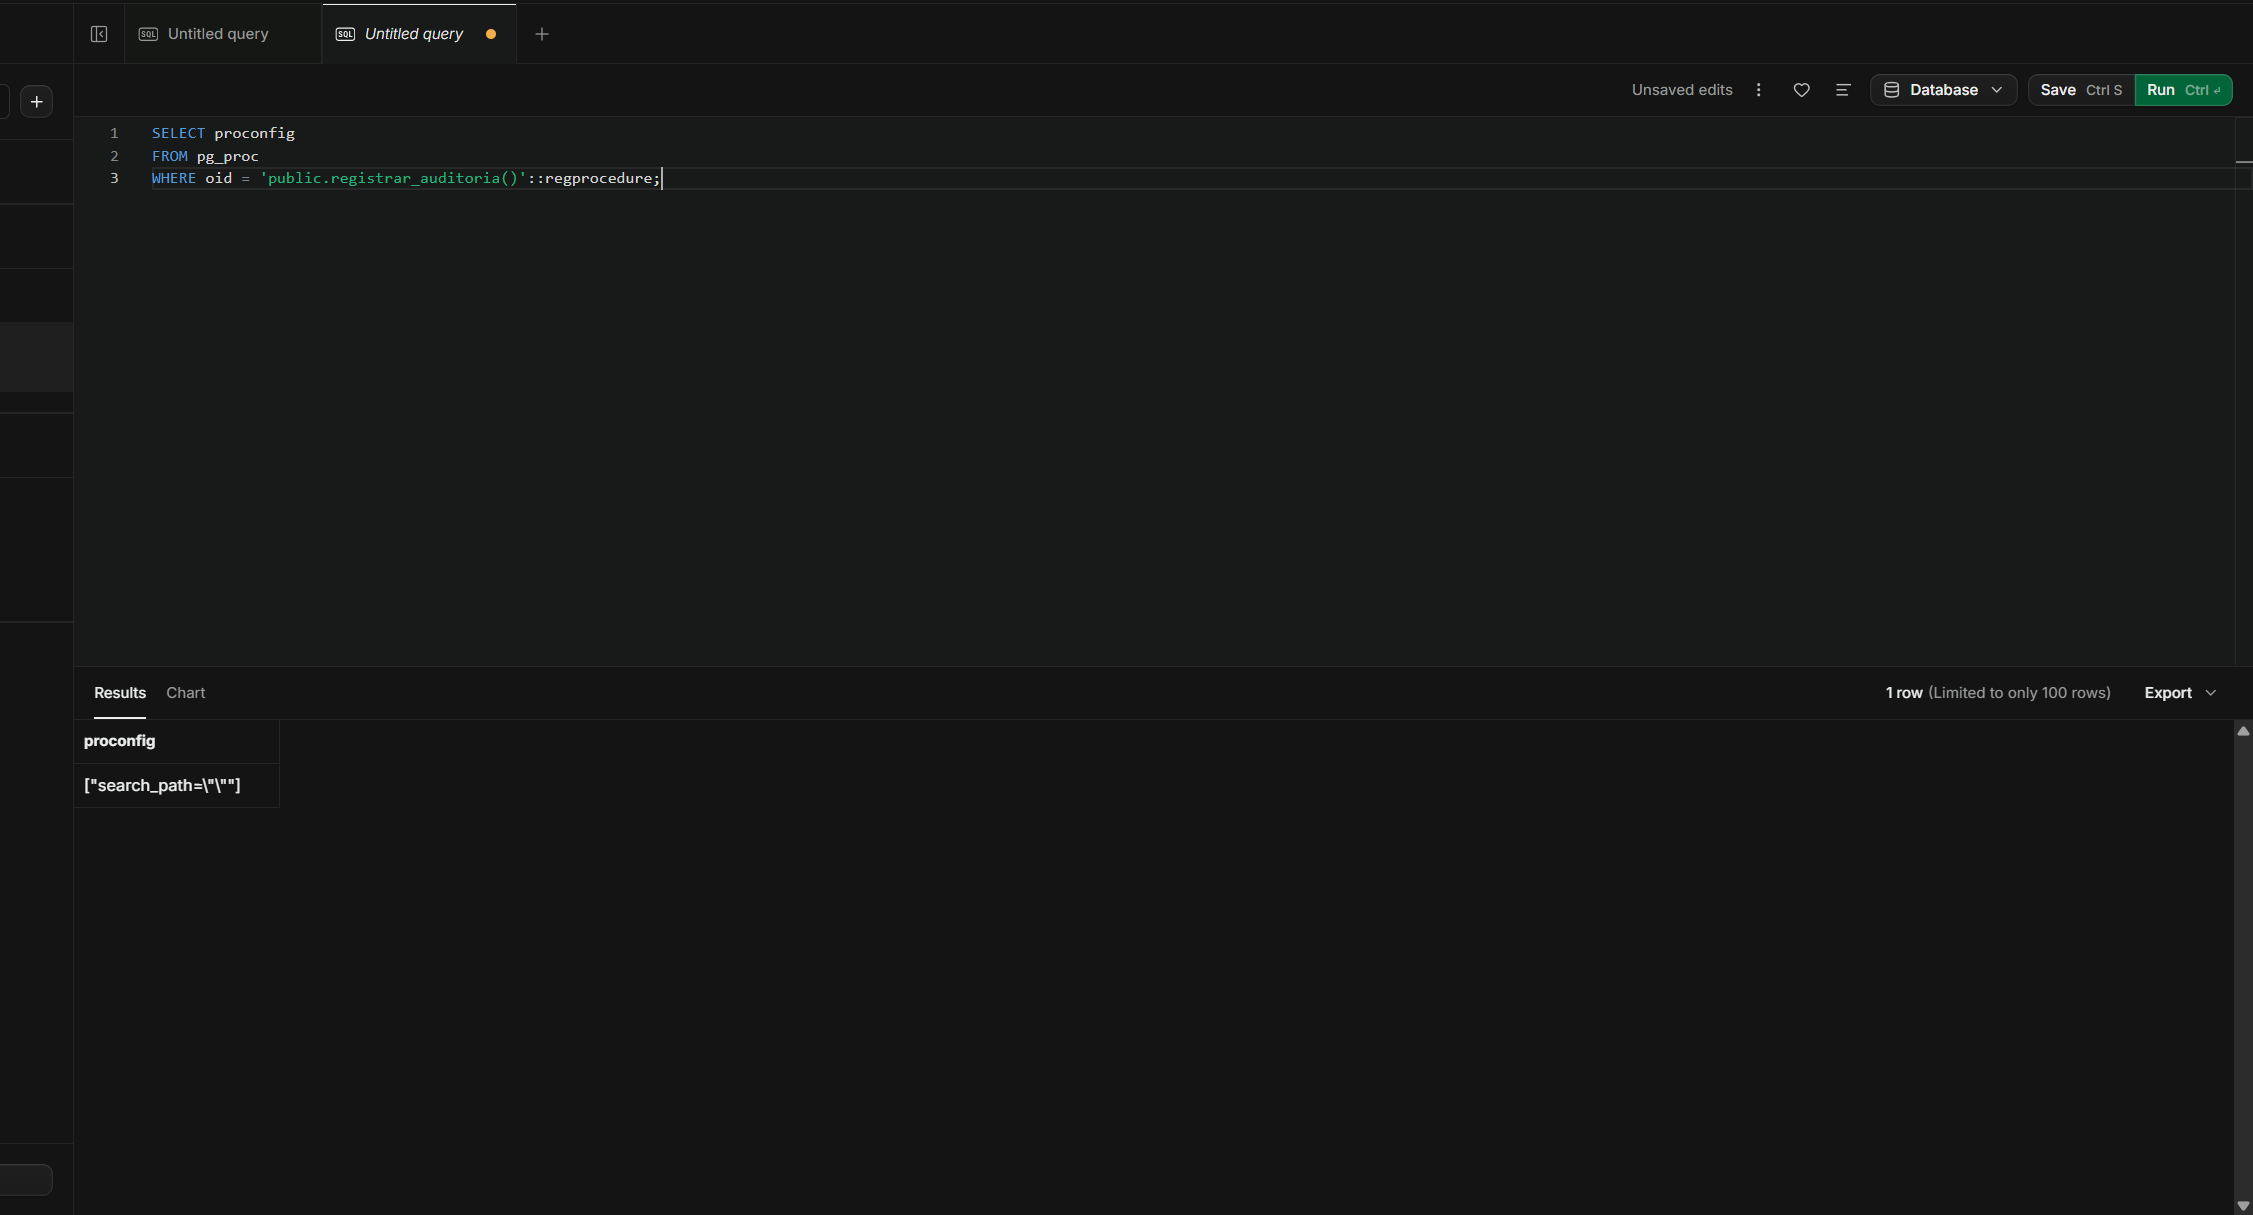 Untitled query
Untitled query
Unsaved edits
Database
Save Ctrl S
Run Ctrl ↵
1 SELECT proconfig
2 FROM pg_proc
3 WHERE oid = 'public.registrar_auditoria()'::regprocedure;
Results
Chart
1 row (Limited to only 100 rows)
Export
proconfig
["search_path=\"\""]